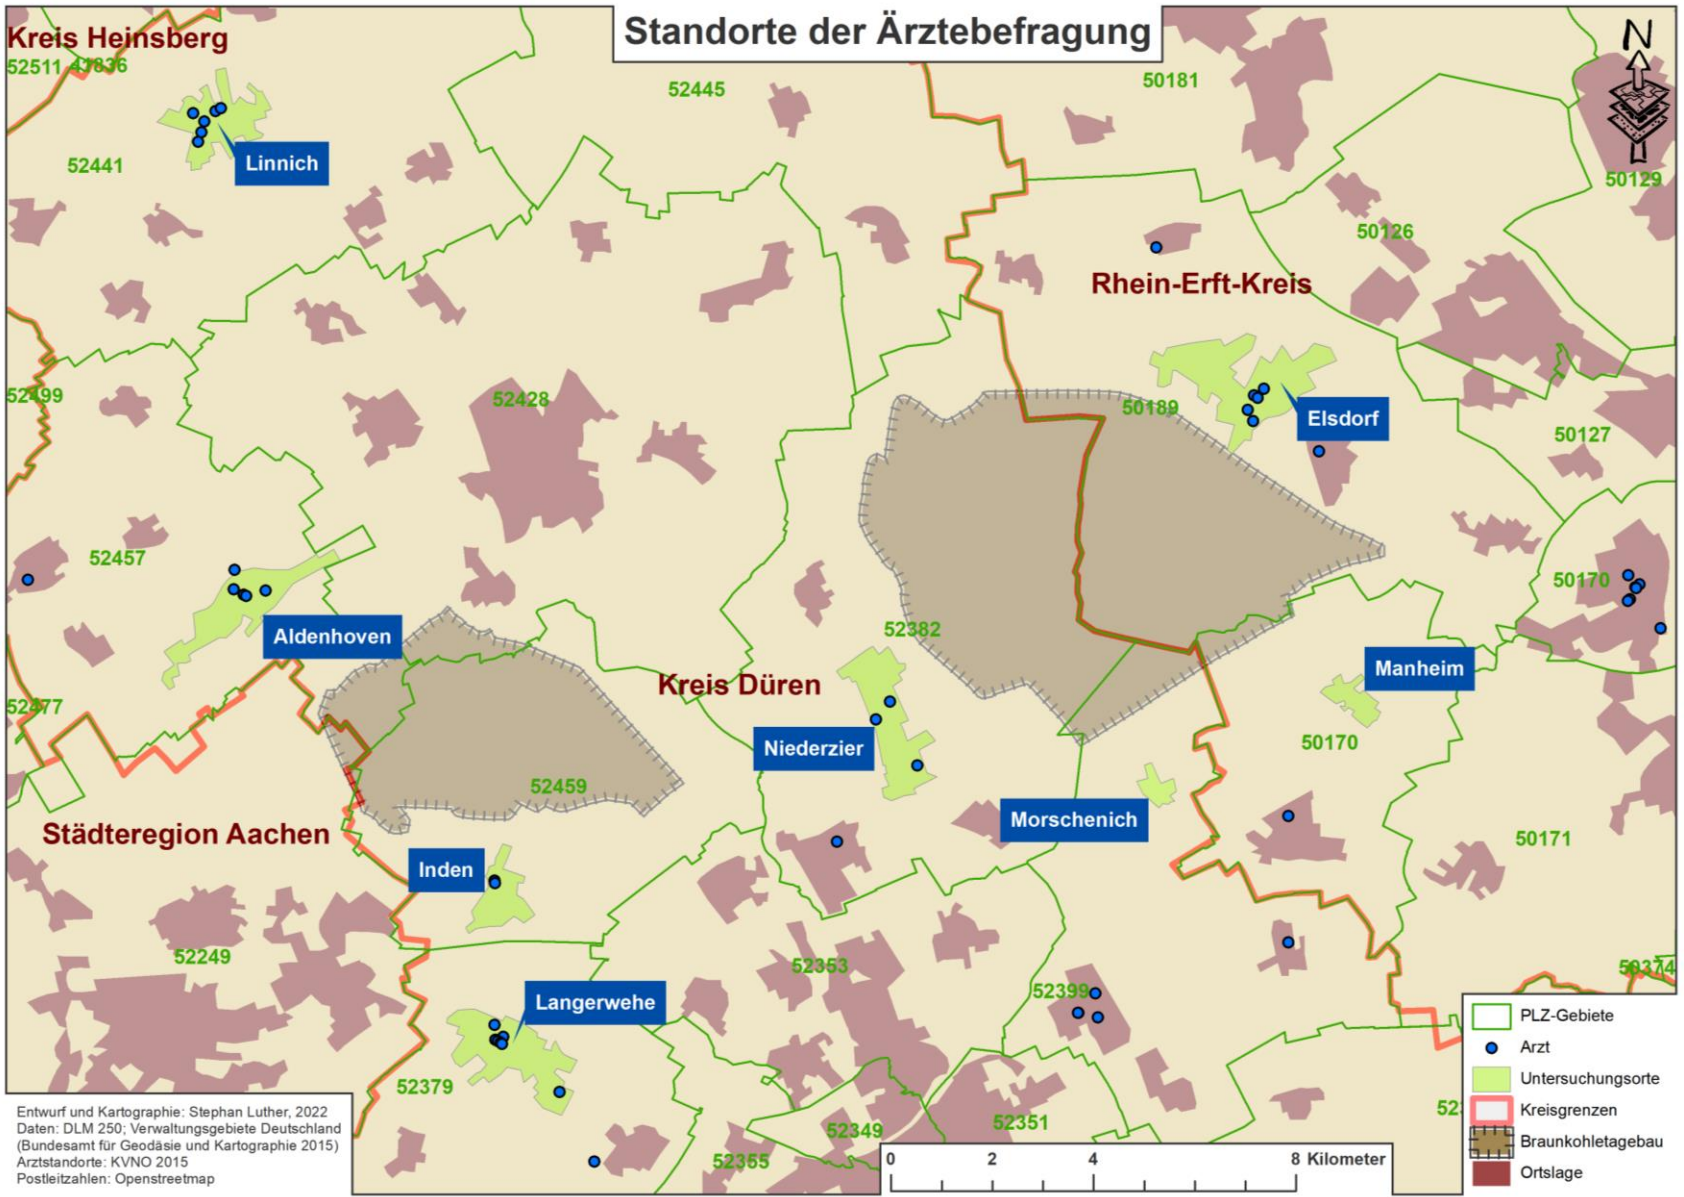 Standorte der Ärztebefragung
Kreis Heinsberg
52511 41836
52445
50181
N
52441
Linnich
50129
50126
Rhein-Erft-Kreis
52499
52428
50189
Elsdorf
50127
52457
50170
52382
Aldenhoven
Manheim
Kreis Düren
52477
Niederzier
50170
52459
Morschenich
Städteregion Aachen
50171
Inden
52249
52353
50374
52399
Langerwehe
52379
52351
52349
52355
PLZ-Gebiete
Arzt
Untersuchungsorte
Kreisgrenzen
Braunkohletagebau
Ortslage
Entwurf und Kartographie: Stephan Luther, 2022
Daten: DLM 250; Verwaltungsgebiete Deutschland
(Bundesamt für Geodäsie und Kartographie 2015)
Arztstandorte: KVNO 2015
Postleitzahlen: Openstreetmap
0 2 4 8 Kilometer